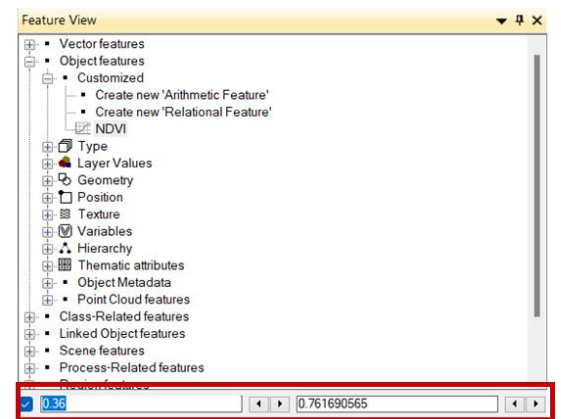 Feature View
Vector features
Object features
Customized
Create new 'Arithmetic Feature'
Create new 'Relational Feature'
NDVI
Type
Layer Values
Geometry
Position
Texture
Variables
Hierarchy
Thematic attributes
Object Metadata
Point Cloud features
Class-Related features
Linked Object features
Scene features
Process-Related features
Region features
0.36 0.761690565